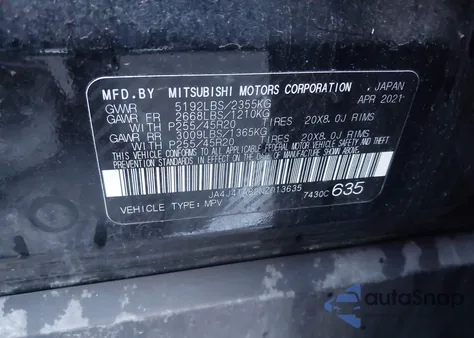 MFD.BY MITSUBISHI MOTORS CORPORATION , JAPAN
GWR 5192LBS/2355KG APR 2021
GAWR FR 2668LBS/1210KG
WITH P255/45R20 TIRES 20X8.0J RIMS
GAWR RR 3009LBS/1365KG
WITH P255/45R20 TIRES 20X8.0J RIMS
THIS VEHICLE CONFORMS TO ALL APPLICABLE
FEDERAL MOTOR VEHICLE SAFETY AND THEFT
PREVENTION STANDARDS IN EFFECT ON THE DATE
OF MANUFACTURE SHOWN ABOVE.
7430C 635
VEHICLE TYPE: MPV
autoSnap